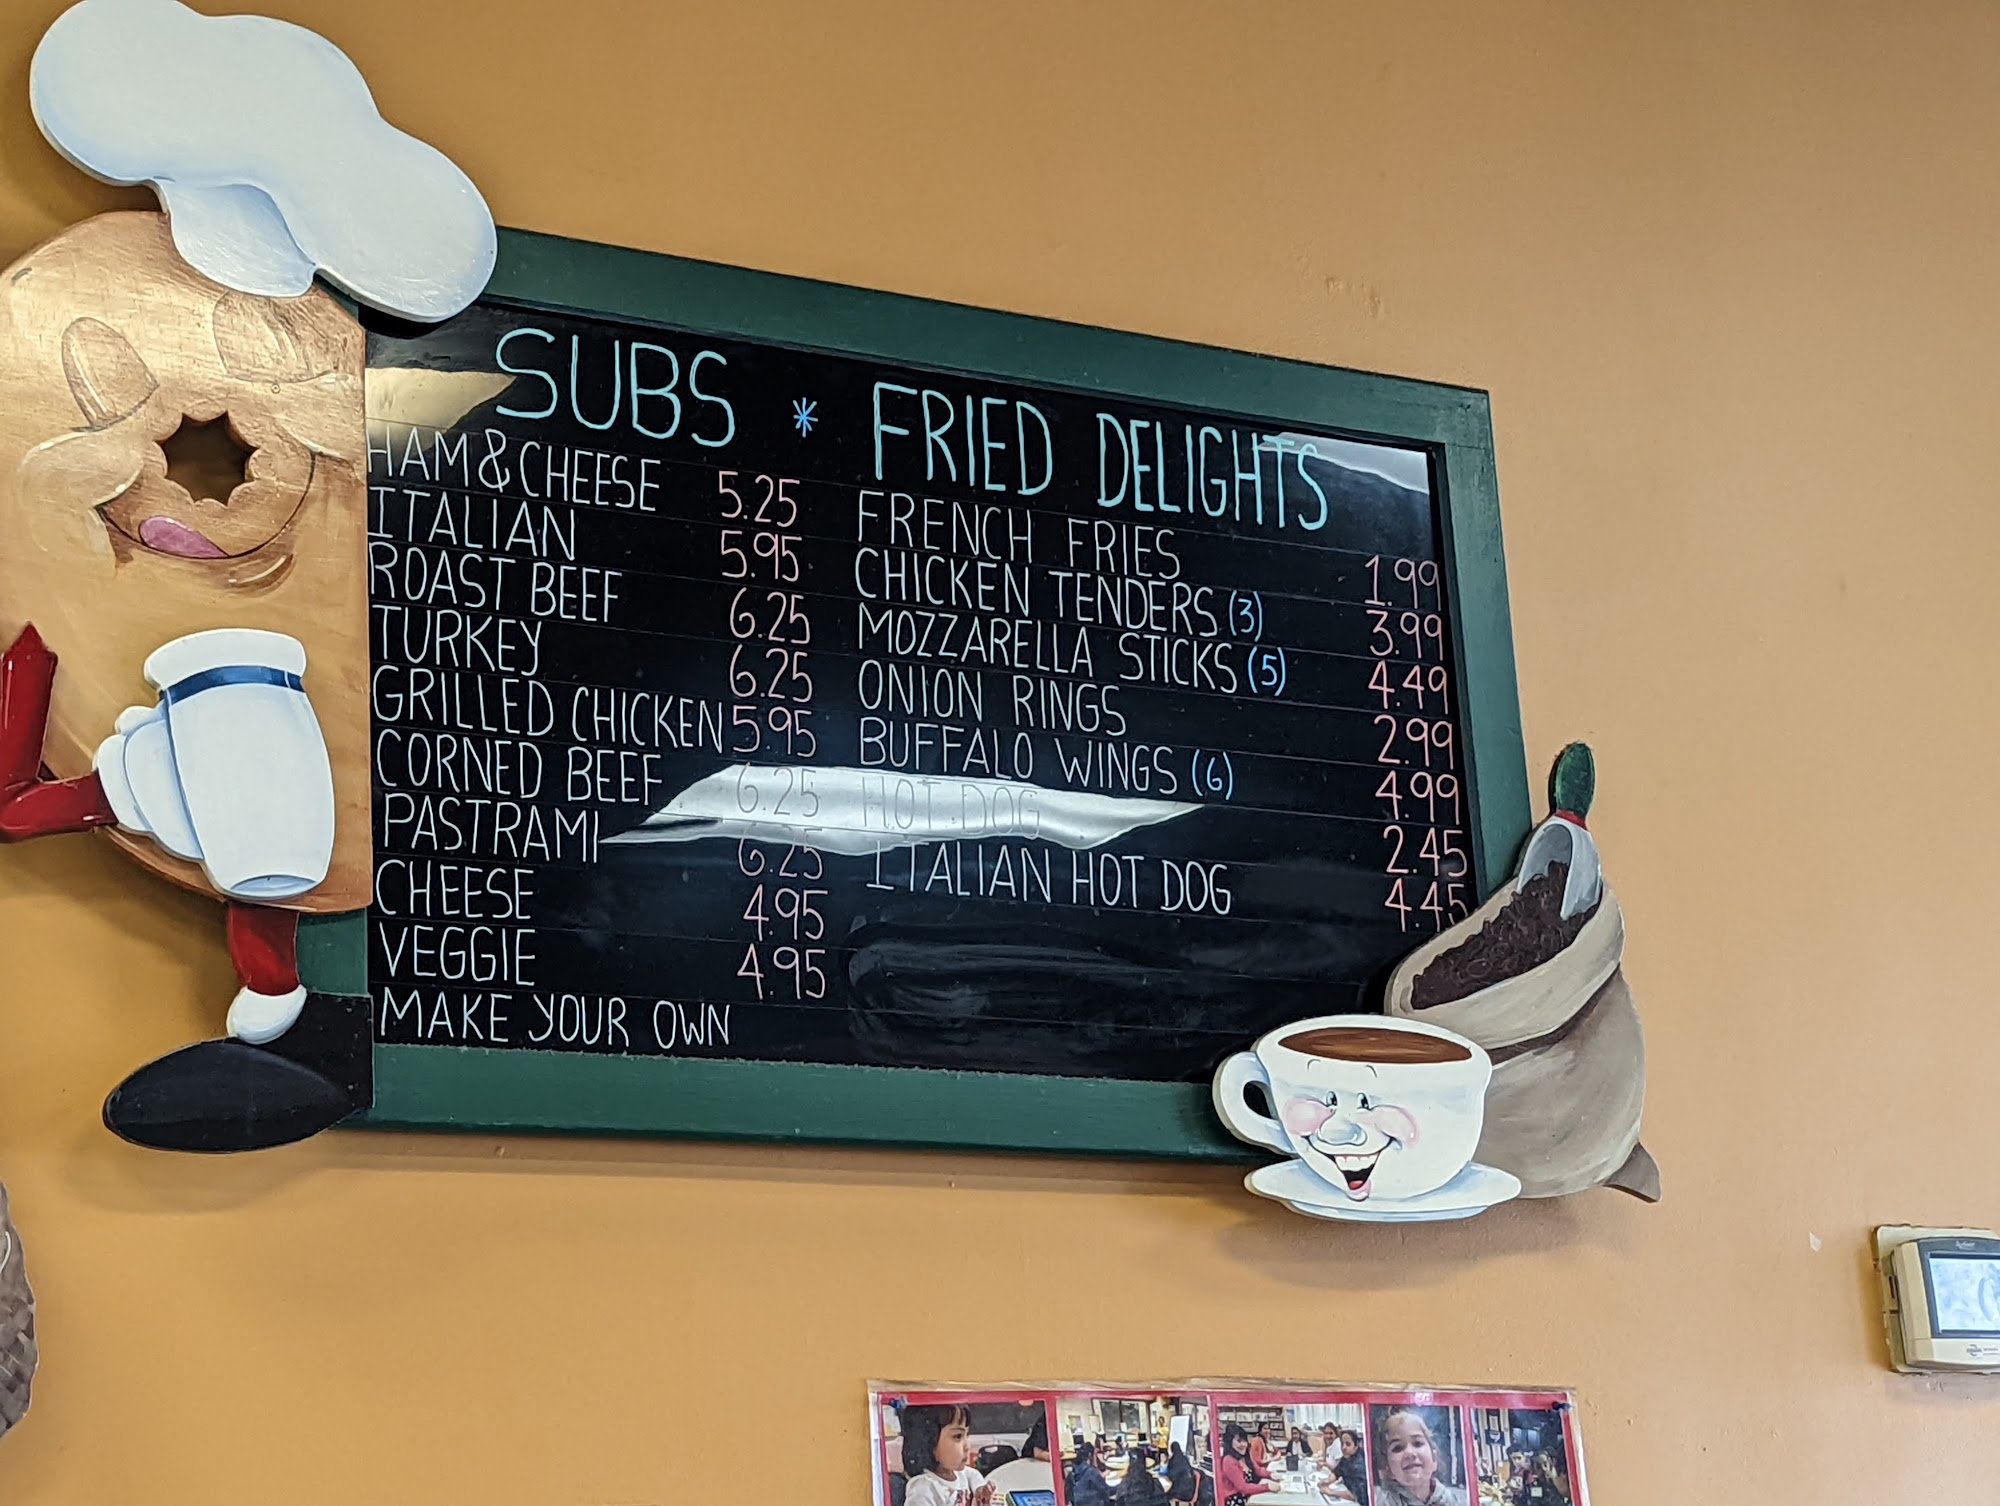 SUBS * FRIED DELIGHTS
HAM & CHEESE 5.25
ITALIAN 5.95
ROAST BEEF 6.25
TURKEY 6.25
GRILLED CHICKEN 5.95
CORNED BEEF 6.25
PASTRAMI 6.25
CHEESE 4.95
VEGGIE 4.95
MAKE YOUR OWN
FRENCH FRIES 1.99
CHICKEN TENDERS (3) 3.99
MOZZARELLA STICKS (5) 4.49
ONION RINGS 2.99
BUFFALO WINGS (6) 4.99
HOT DOG 2.45
ITALIAN HOT DOG 4.45